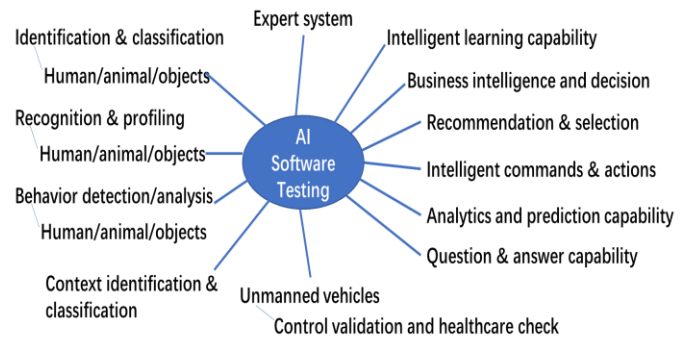 Expert system
Identification & classification
Human/animal/objects
Recognition & profiling
Human/animal/objects
Behavior detection/analysis
Human/animal/objects
Context identification &
classification
AI
Software
Testing
Intelligent learning capability
Business intelligence and decision
Recommendation & selection
Intelligent commands & actions
Analytics and prediction capability
Question & answer capability
Unmanned vehicles
Control validation and healthcare check